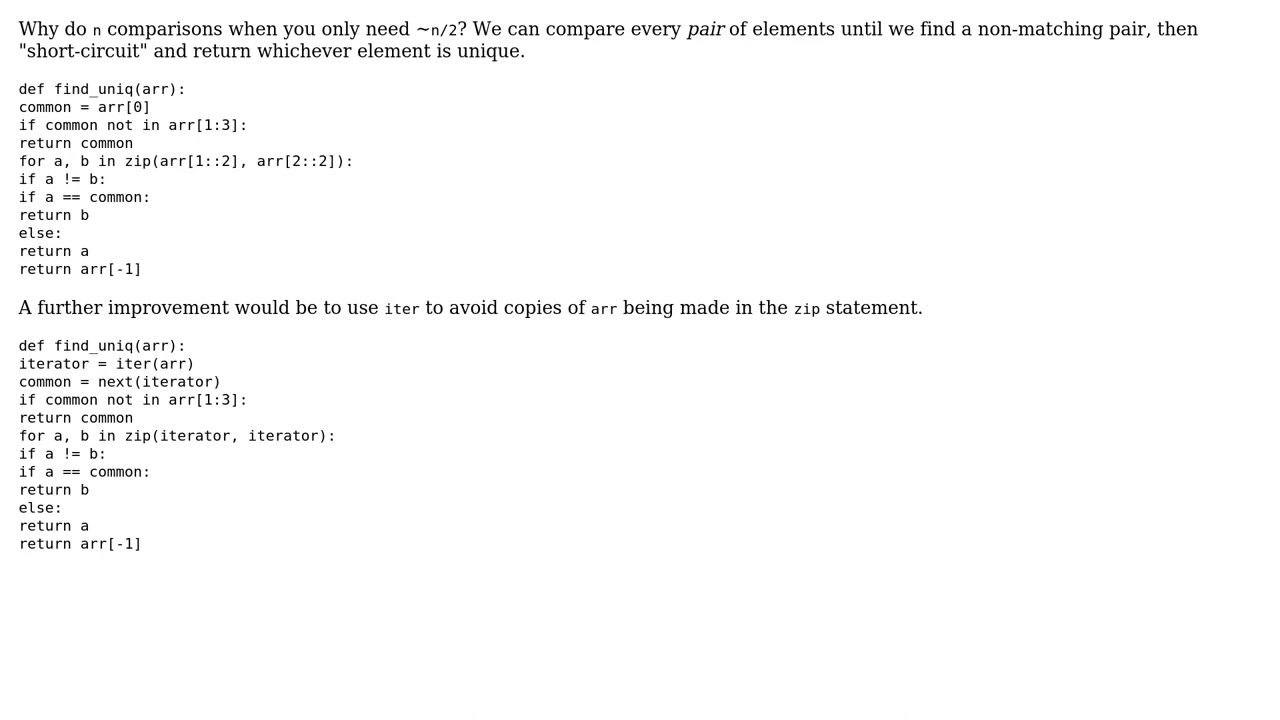 Why do n comparisons when you only need ~n/2? We can compare every pair of elements until we find a non-matching pair, then
"short-circuit" and return whichever element is unique.
def find_uniq(arr):
common = arr[0]
if common not in arr[1:3]:
return common
for a, b in zip(arr[1::2], arr[2::2]):
if a != b:
if a == common:
return b
else:
return a
return arr[-1]
A further improvement would be to use iter to avoid copies of arr being made in the zip statement.
def find_uniq(arr):
iterator = iter(arr)
common = next(iterator)
if common not in arr[1:3]:
return common
for a, b in zip(iterator, iterator):
if a != b:
if a == common:
return b
else:
return a
return arr[-1]